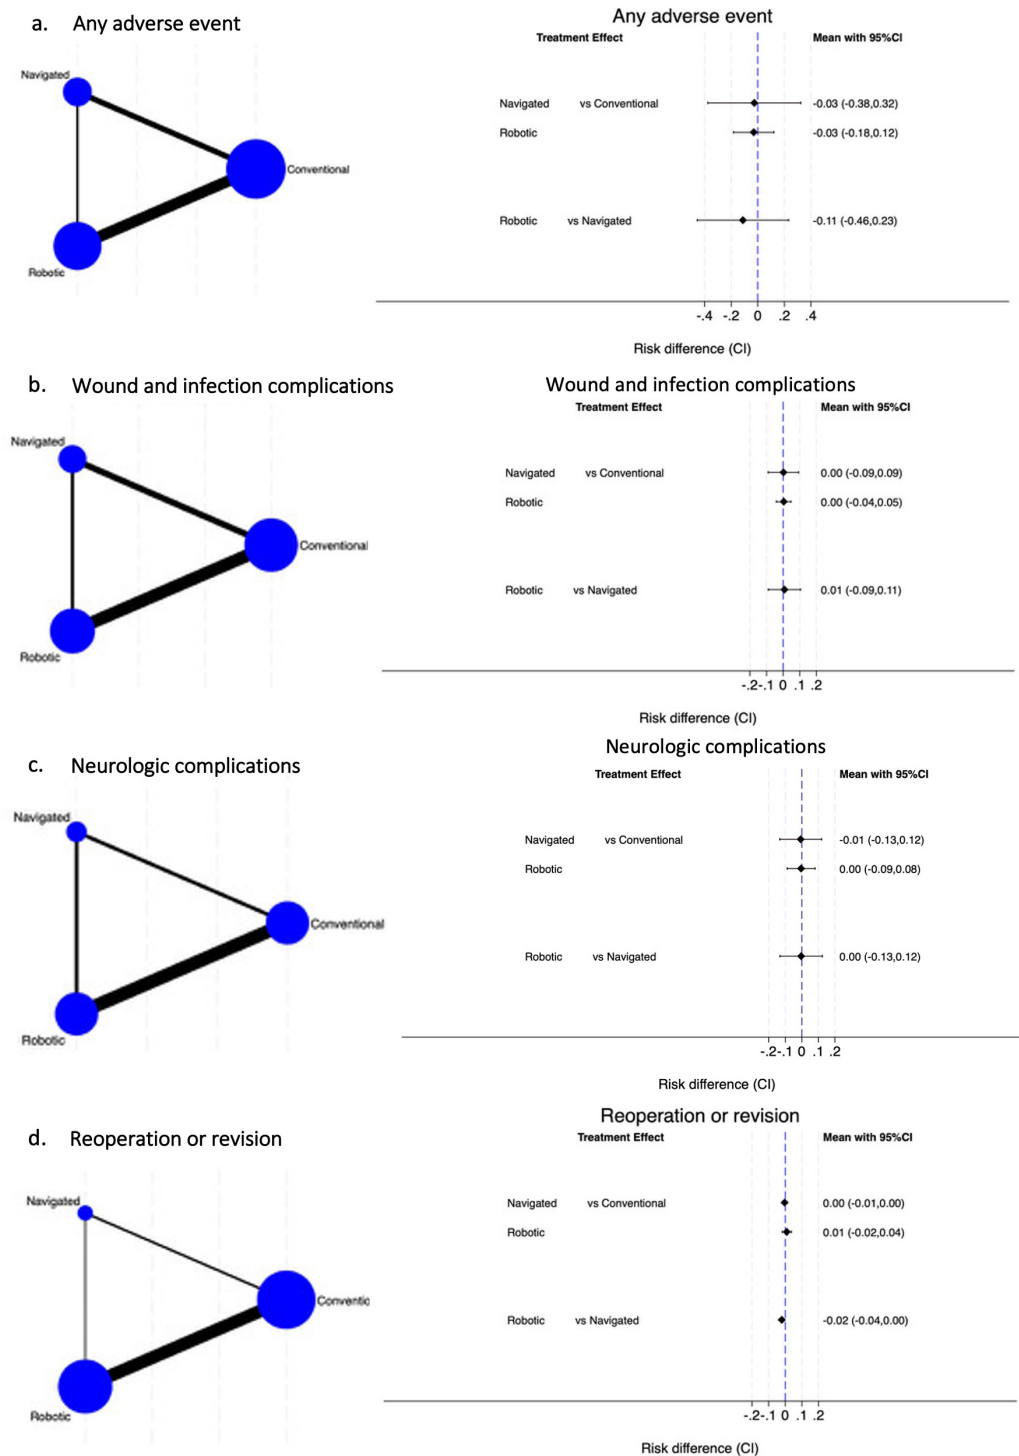 a. Any adverse event
Navigated
Conventional
Robotic
Any adverse event
Treatment Effect Mean with 95%CI
Navigated vs Conventional -0.03 (-0.38,0.32)
Robotic -0.03 (-0.18,0.12)
Robotic vs Navigated -0.11 (-0.46,0.23)
-.4 -.2 0 .2 .4
Risk difference (CI)
b. Wound and infection complications
Navigated
Conventional
Robotic
Wound and infection complications
Treatment Effect Mean with 95%CI
Navigated vs Conventional 0.00 (-0.09,0.09)
Robotic 0.00 (-0.04,0.05)
Robotic vs Navigated 0.01 (-0.09,0.11)
-.2 -.1 0 .1 .2
Risk difference (CI)
c. Neurologic complications
Navigated
Conventional
Robotic
Neurologic complications
Treatment Effect Mean with 95%CI
Navigated vs Conventional -0.01 (-0.13,0.12)
Robotic 0.00 (-0.09,0.08)
Robotic vs Navigated 0.00 (-0.13,0.12)
-.2 -.1 0 .1 .2
Risk difference (CI)
d. Reoperation or revision
Navigated
Conventic
Robotic
Reoperation or revision
Treatment Effect Mean with 95%CI
Navigated vs Conventional 0.00 (-0.01,0.00)
Robotic 0.01 (-0.02,0.04)
Robotic vs Navigated -0.02 (-0.04,0.00)
-.2 -.1 0 .1 .2
Risk difference (CI)